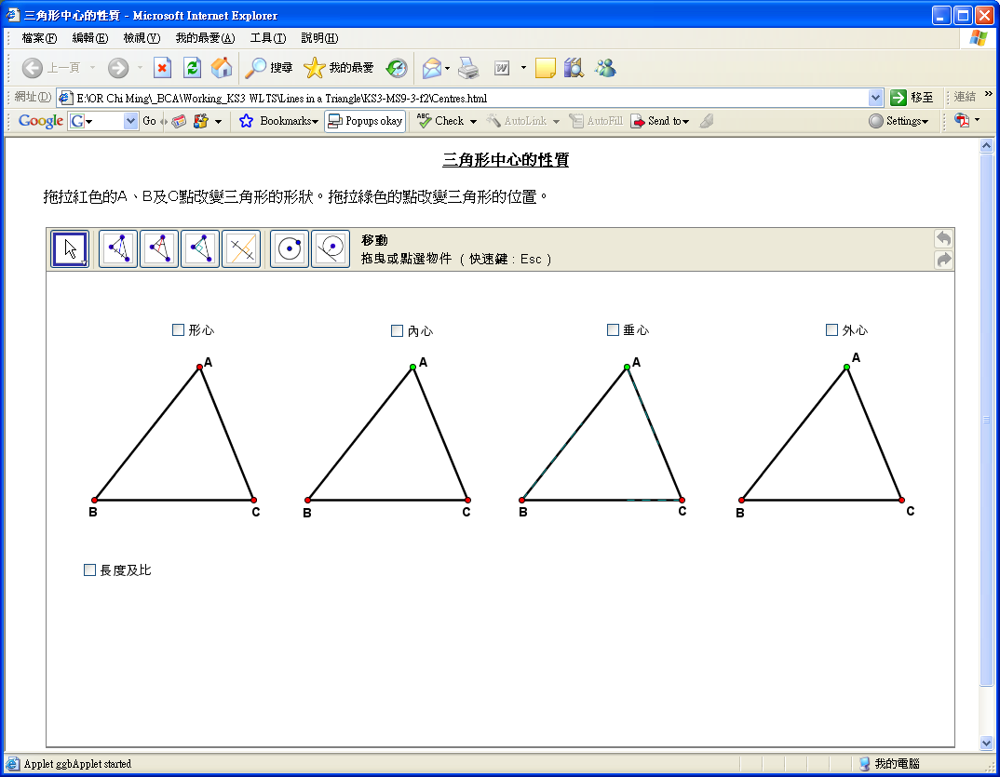 三角形中心的性質 - Microsoft Internet Explorer
檔案(F) 編輯(E) 檢視(V) 我的最愛(A) 工具(T) 說明(H)
上一頁 搜尋 我的最愛
網址(D) E:\OR Chi Ming\_BCA\Working_KS3 WLTS\Lines in a Triangle\KS3-MS9-3-f2\Centres.html 移至 連結 »
Google G Go Bookmarks Popups okay ABC Check AutoLink AutoFill Send to Settings
三角形中心的性質
拖拉紅色的A、B及C點改變三角形的形狀。拖拉綠色的點改變三角形的位置。
移動
拖曳或點選物件 ( 快速鍵 : Esc )
形心 內心 垂心 外心
A A A A
B C B C B C B C
長度及比
Applet ggbApplet started 我的電腦